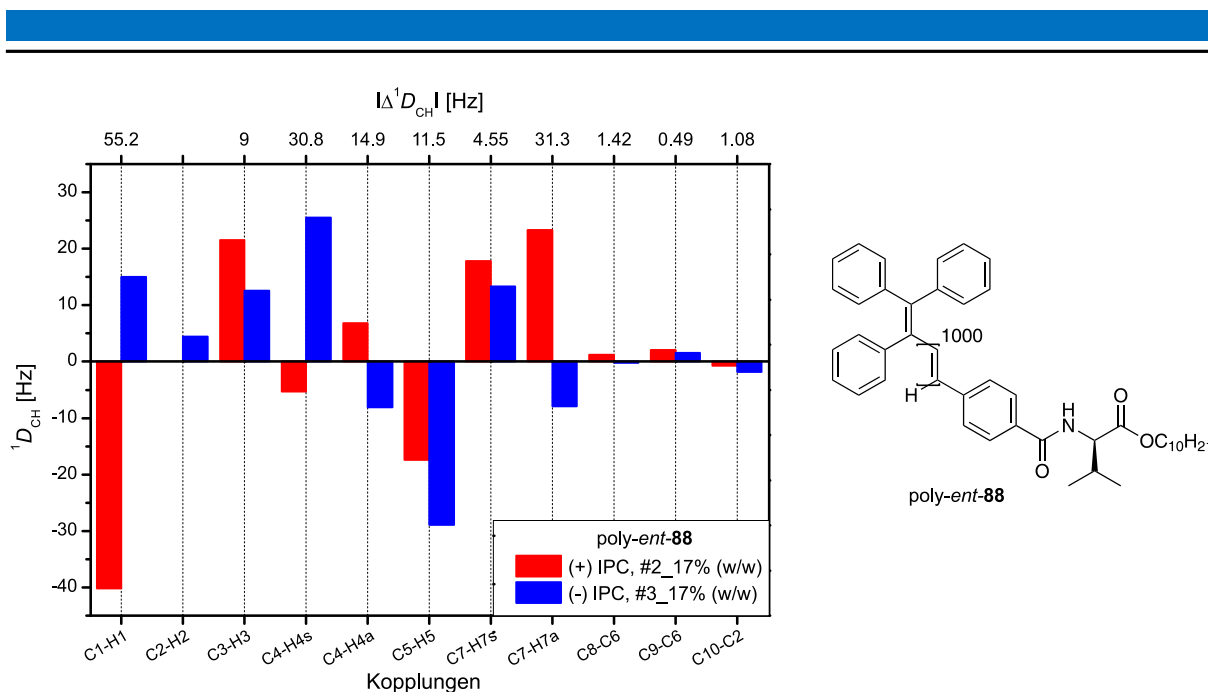 |Δ¹D_CH| [Hz]
55.2 9 30.8 14.9 11.5 4.55 31.3 1.42 0.49 1.08
30
20
10
0
-10
-20
-30
-40
¹D_CH [Hz]
poly-ent-88
(+) IPC, #2_17% (w/w)
(-) IPC, #3_17% (w/w)
C1-H1 C2-H2 C3-H3 C4-H4s C4-H4a C5-H5 C7-H7s C7-H7a C8-C6 C9-C6 C10-C2
Kopplungen
1000
H
H
N
O
O
OC₁₀H₂
poly-ent-88